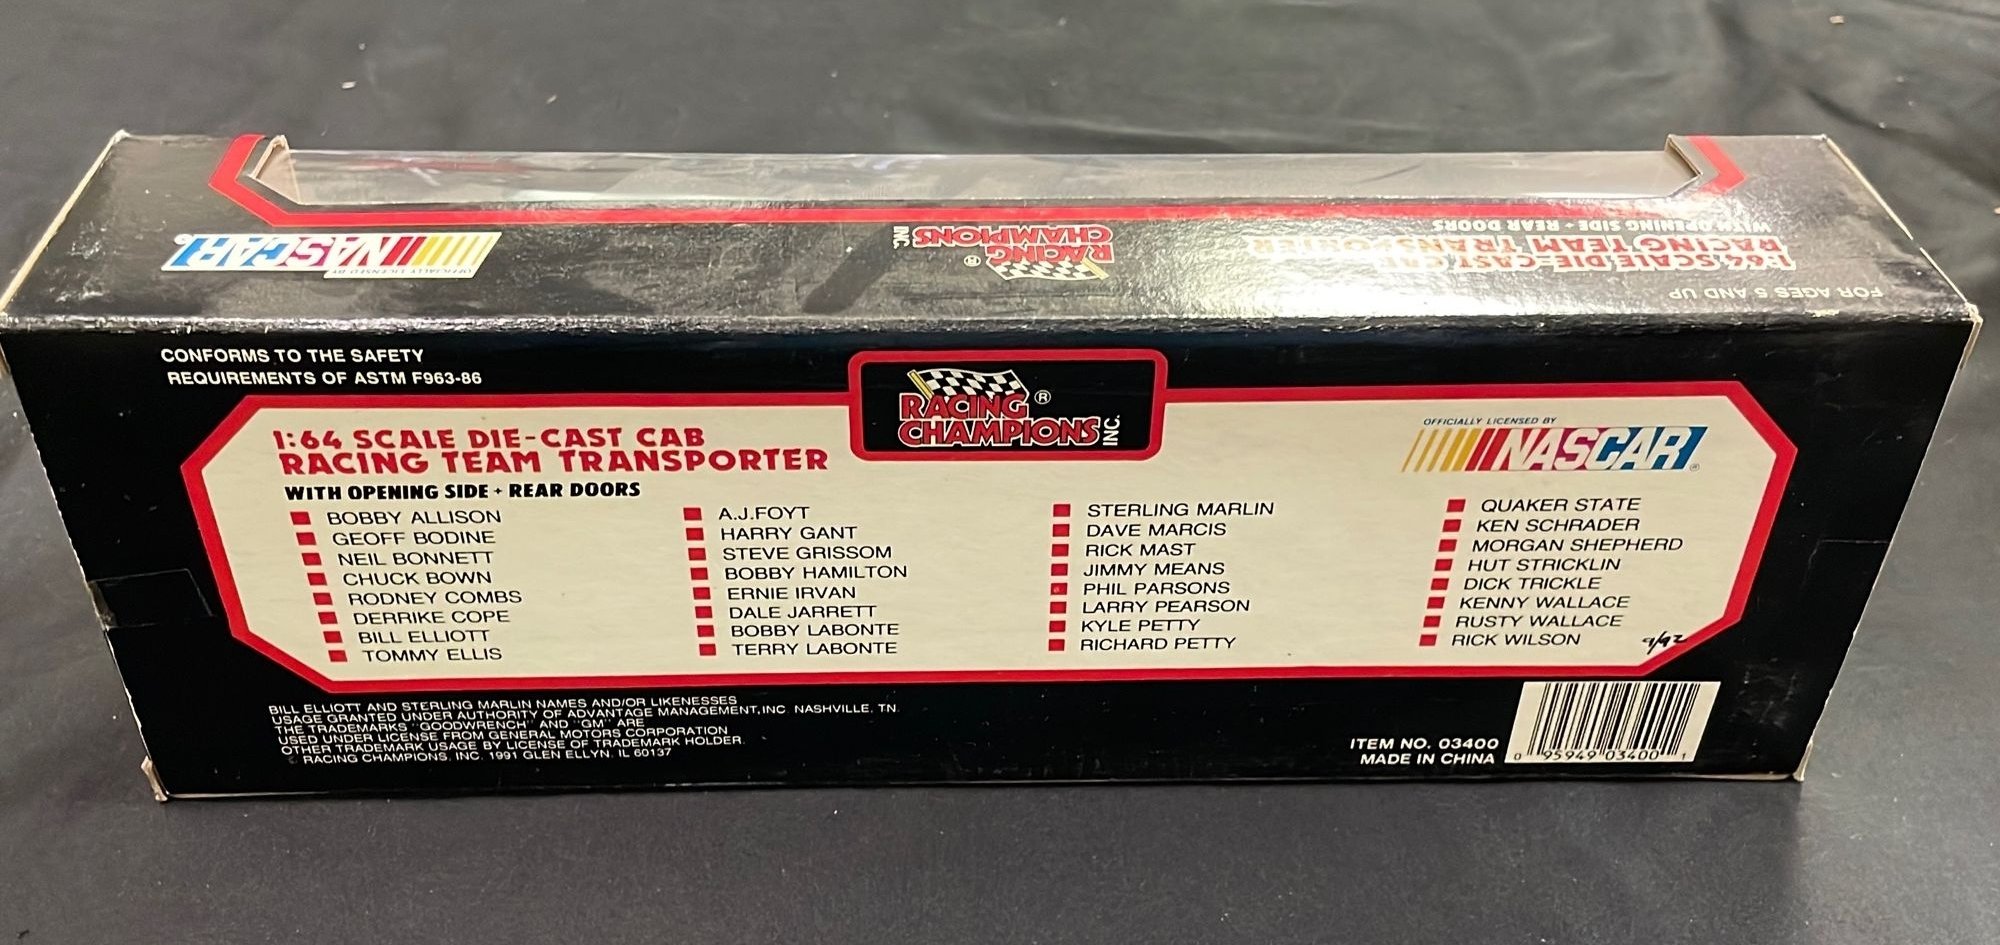 FOR AGES 5 AND UP
1:64 SCALE DIE-CAST CAB
RACING TEAM TRANSPORTER
WITH OPENING SIDE + REAR DOORS
RACING ®
CHAMPIONS
INC.
OFFICIALLY LICENSED BY
NASCAR®
CONFORMS TO THE SAFETY
REQUIREMENTS OF ASTM F963-86
RACING ®
CHAMPIONS INC.
1:64 SCALE DIE-CAST CAB
RACING TEAM TRANSPORTER
WITH OPENING SIDE + REAR DOORS
OFFICIALLY LICENSED BY
NASCAR®
BOBBY ALLISON
GEOFF BODINE
NEIL BONNETT
CHUCK BOWN
RODNEY COMBS
DERRIKE COPE
BILL ELLIOTT
TOMMY ELLIS
A.J.FOYT
HARRY GANT
STEVE GRISSOM
BOBBY HAMILTON
ERNIE IRVAN
DALE JARRETT
BOBBY LABONTE
TERRY LABONTE
STERLING MARLIN
DAVE MARCIS
RICK MAST
JIMMY MEANS
PHIL PARSONS
LARRY PEARSON
KYLE PETTY
RICHARD PETTY
QUAKER STATE
KEN SCHRADER
MORGAN SHEPHERD
HUT STRICKLIN
DICK TRICKLE
KENNY WALLACE
RUSTY WALLACE
RICK WILSON
9/92
BILL ELLIOTT AND STERLING MARLIN NAMES AND/OR LIKENESSES
USAGE GRANTED UNDER AUTHORITY OF ADVANTAGE MANAGEMENT, INC. NASHVILLE, TN.
THE TRADEMARKS "GOODWRENCH" AND "GM" ARE
USED UNDER LICENSE FROM GENERAL MOTORS CORPORATION
OTHER TRADEMARK USAGE BY LICENSE OF TRADEMARK HOLDER.
© RACING CHAMPIONS, INC. 1991 GLEN ELLYN, IL 60137
ITEM NO. 03400
MADE IN CHINA
0 95949 03400 1